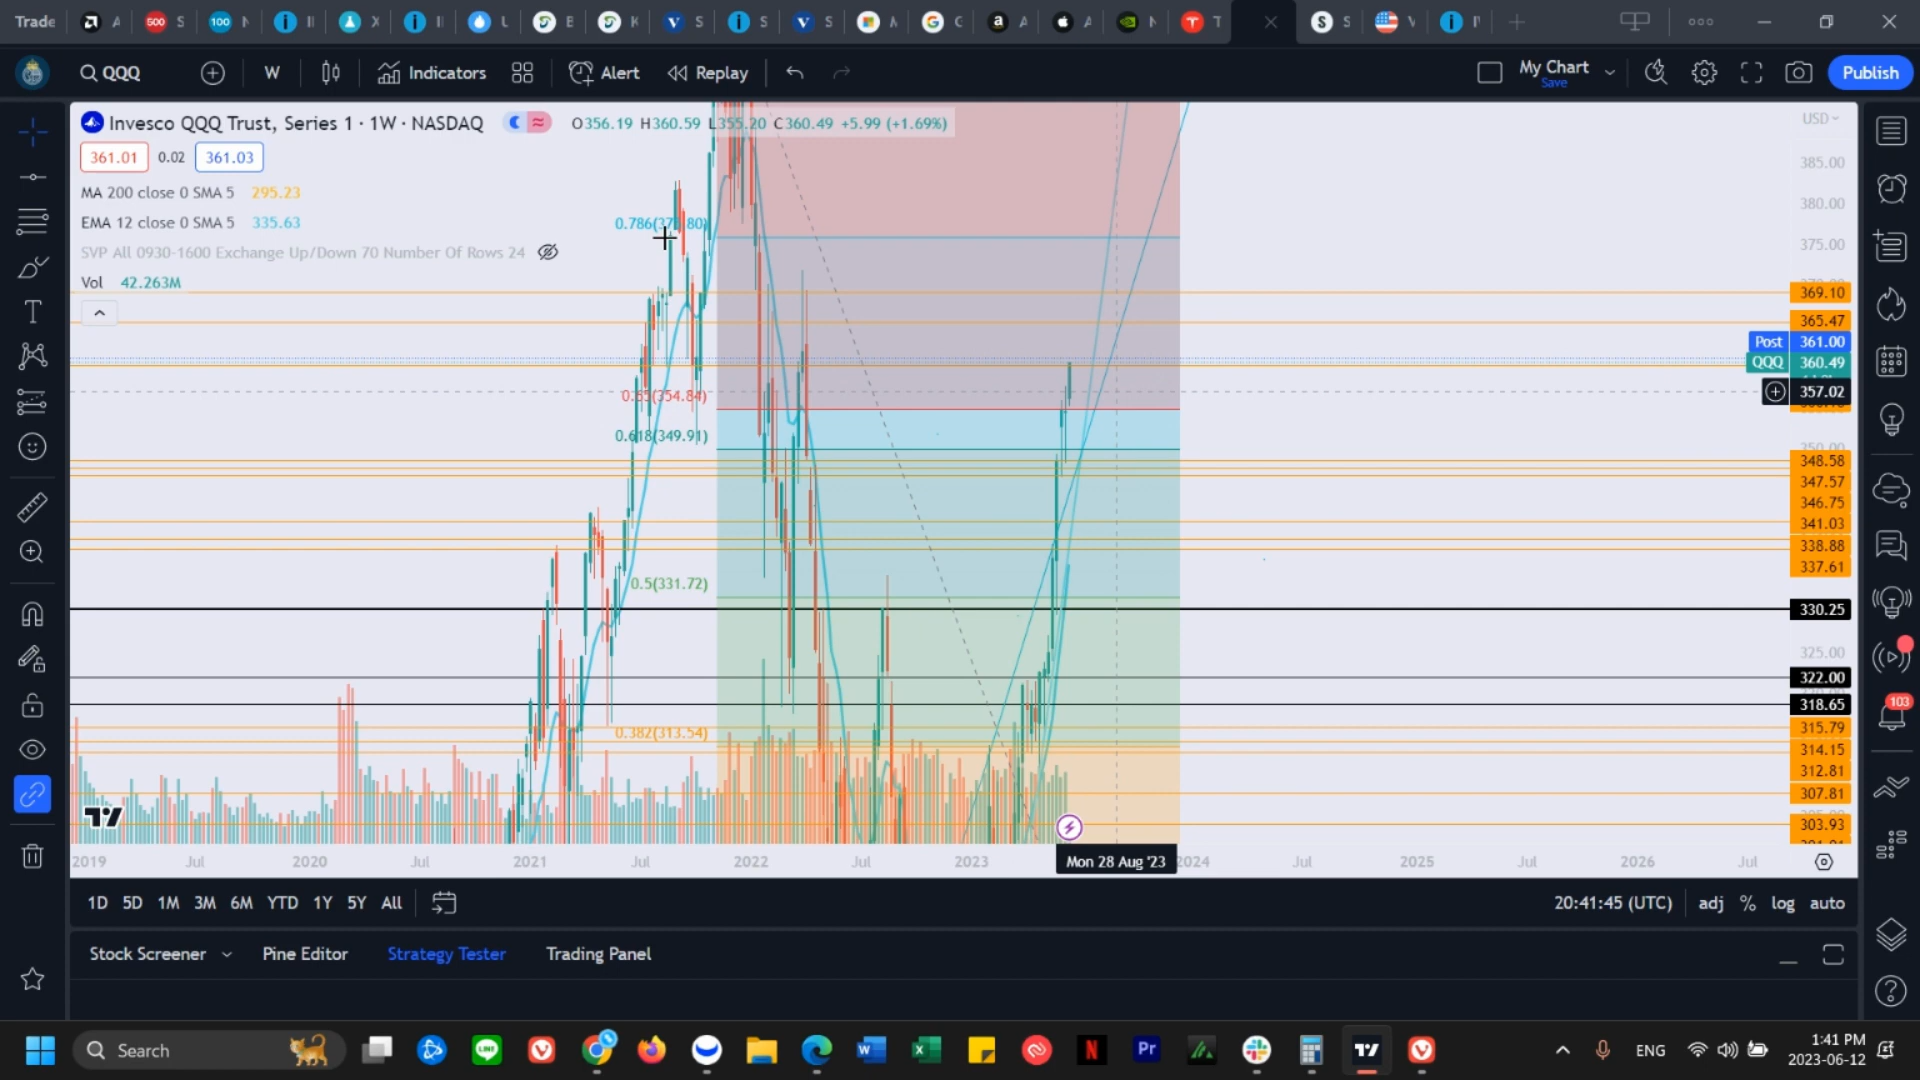 Trade
500
100
QQQ
W
Indicators
Alert
Replay
My Chart
Save
Publish
Invesco QQQ Trust, Series 1 · 1W · NASDAQ
O356.19 H360.59 L355.20 C360.49 +5.99 (+1.69%)
USD
361.01
0.02
361.03
MA 200 close 0 SMA 5 295.23
EMA 12 close 0 SMA 5 335.63
SVP All 0930-1600 Exchange Up/Down 70 Number Of Rows 24
Vol 42.263M
0.618(349.91)
0.5(331.72)
0.382(313.54)
385.00
380.00
375.00
369.10
365.47
Post 361.00
QQQ 360.49
357.02
350.00
348.58
347.57
346.75
341.03
338.88
337.61
330.25
325.00
322.00
318.65
315.79
314.15
312.81
307.81
303.93
103
2019
Jul
2020
Jul
2021
Jul
2022
Jul
2023
Mon 28 Aug '23
2024
Jul
2025
Jul
2026
Jul
1D 5D 1M 3M 6M YTD 1Y 5Y All
20:41:45 (UTC)
adj % log auto
Stock Screener
Pine Editor
Strategy Tester
Trading Panel
Search
LINE
Pr
ENG
1:41 PM
2023-06-12